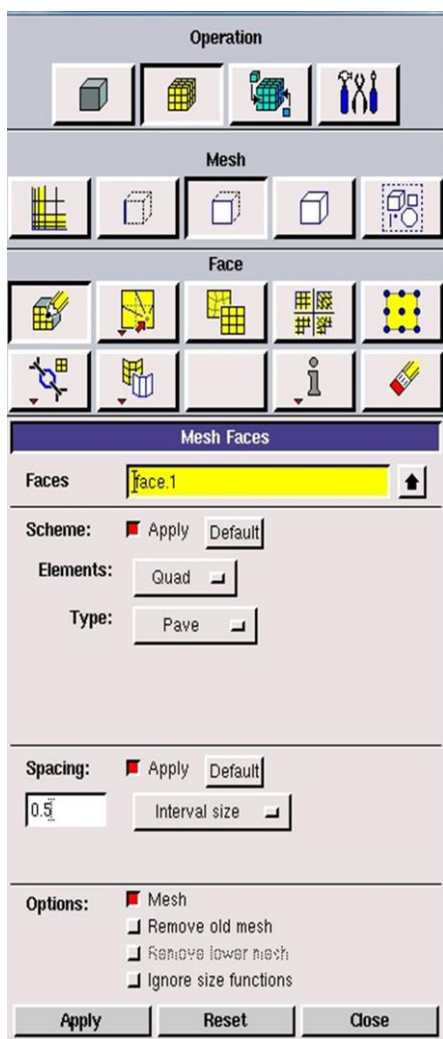 Operation
Mesh
Face
Mesh Faces
Faces face.1
Scheme: Apply Default
Elements: Quad
Type: Pave
Spacing: Apply Default
0.5 Interval size
Options: Mesh
Remove old mesh
Remove lower mesh
Ignore size functions
Apply Reset Close